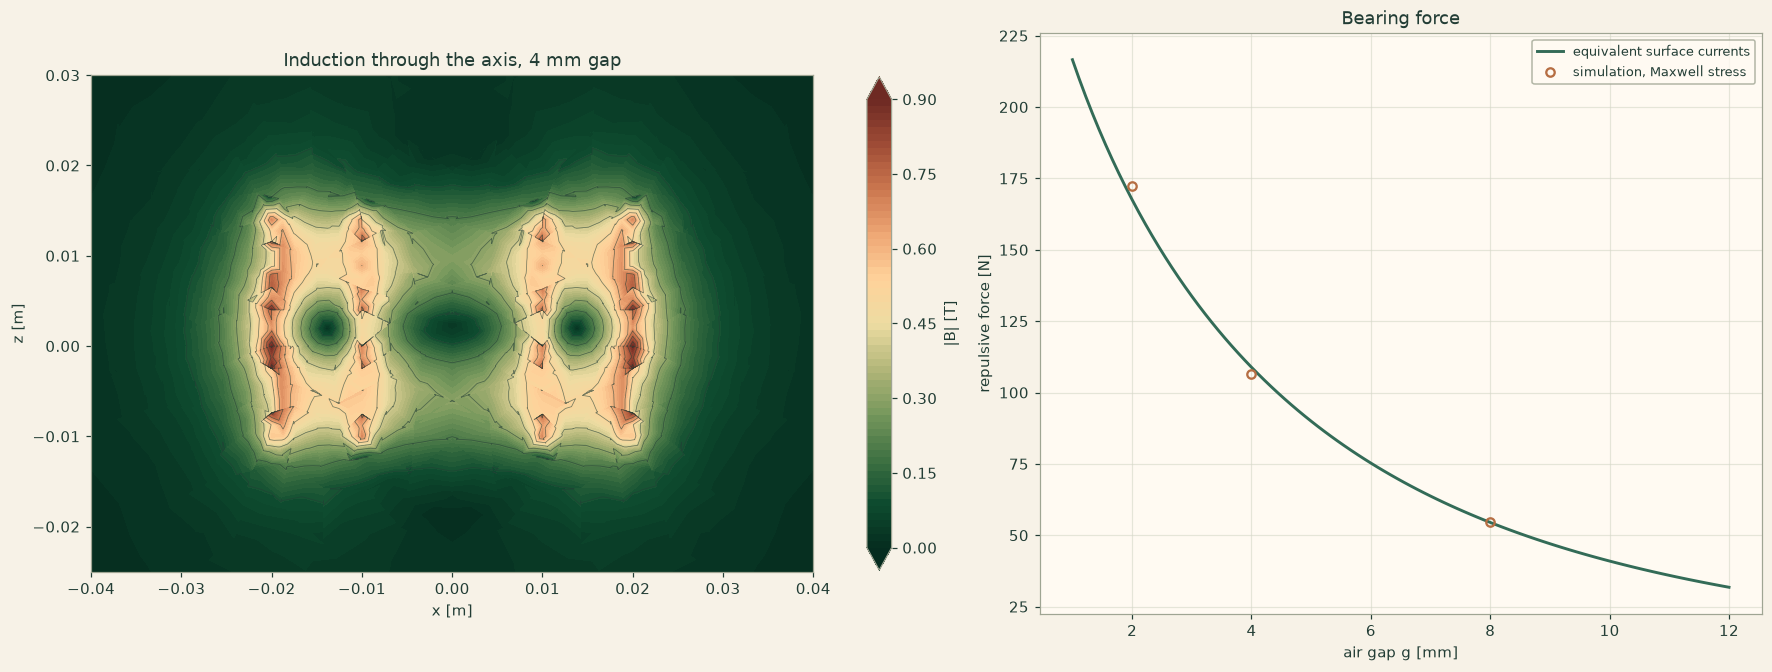 Induction through the axis, 4 mm gap
0.03
0.02
0.01
0.00
−0.01
−0.02
z [m]
−0.04 −0.03 −0.02 −0.01 0.00 0.01 0.02 0.03 0.04
x [m]
0.90
0.75
0.60
0.45
0.30
0.15
0.00
|B| [T]
Bearing force
225
200
175
150
125
100
75
50
25
repulsive force [N]
equivalent surface currents
simulation, Maxwell stress
2 4 6 8 10 12
air gap g [mm]